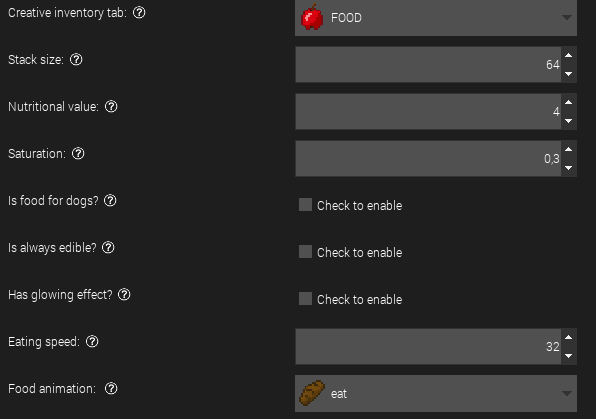 Creative inventory tab: ? FOOD
Stack size: ? 64
Nutritional value: ? 4
Saturation: ? 0,3
Is food for dogs? ? Check to enable
Is always edible? ? Check to enable
Has glowing effect? ? Check to enable
Eating speed: ? 32
Food animation: ? eat